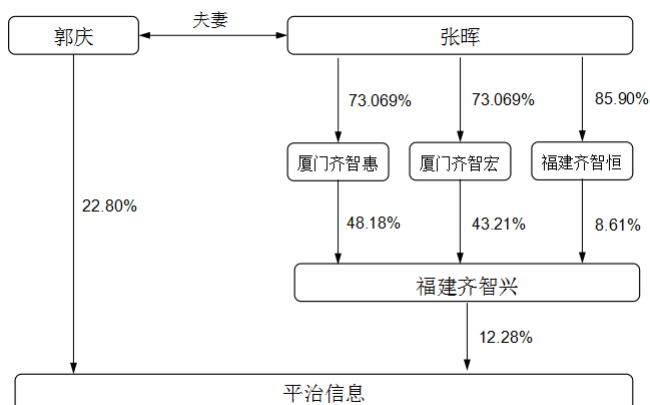 夫妻
郭庆
张晖
73.069%
73.069%
85.90%
厦门齐智惠
厦门齐智宏
福建齐智恒
22.80%
48.18%
43.21%
8.61%
福建齐智兴
12.28%
平治信息